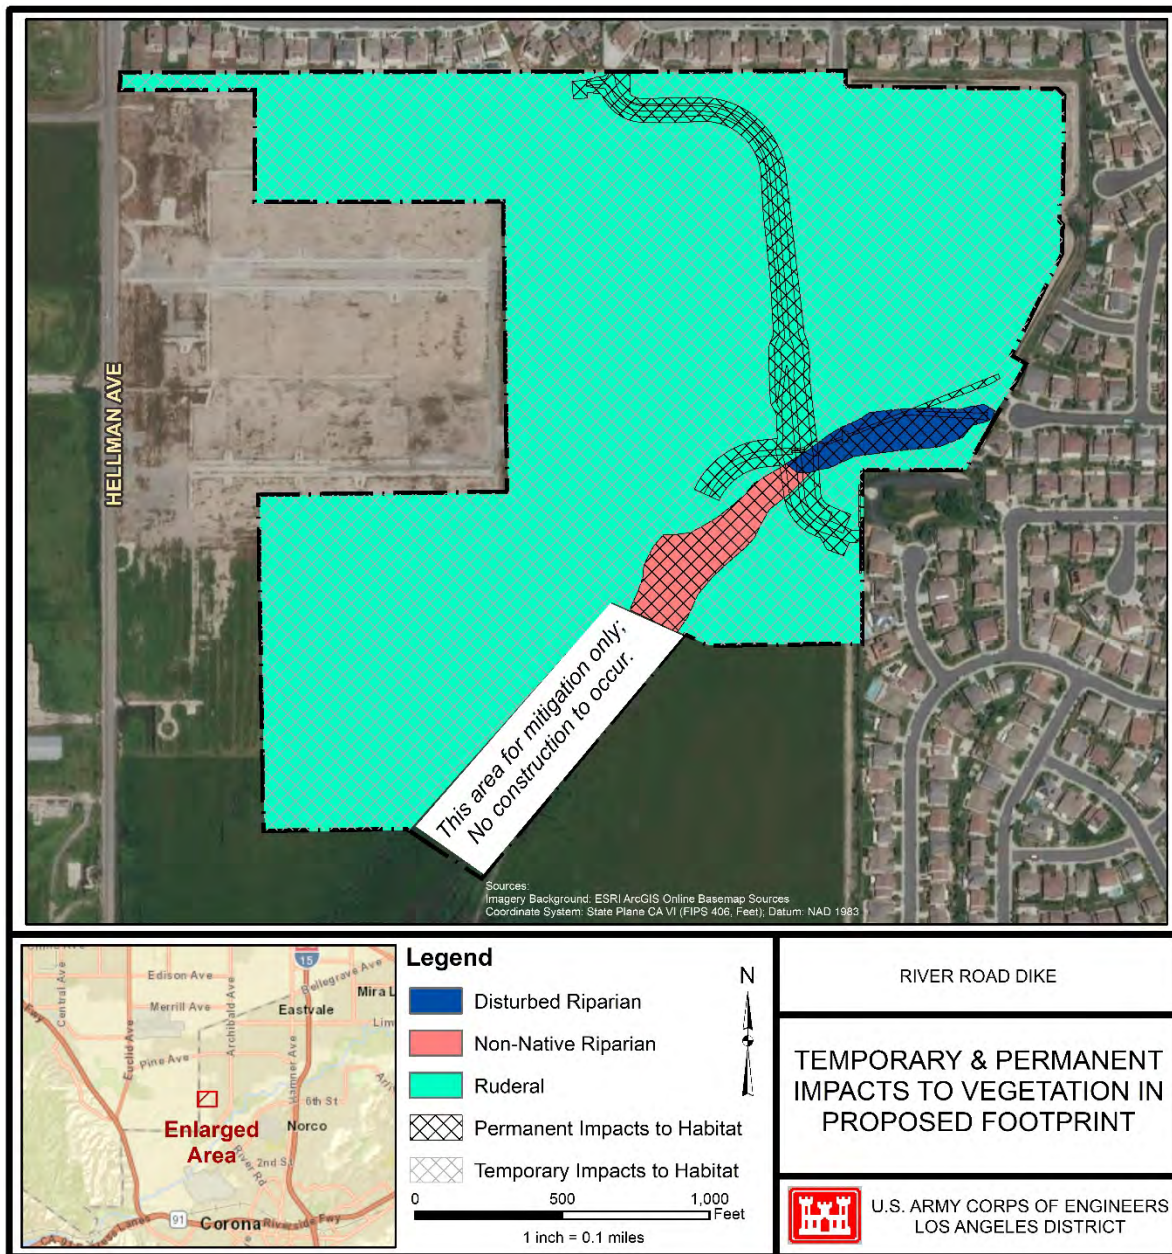 HELLMAN AVE
This area for mitigation only;
No construction to occur.
Sources:
Imagery Background: ESRI ArcGIS Online Basemap Sources
Coordinate System: State Plane CA VI (FIPS 406, Feet); Datum: NAD 1983
Central Ave
Edison Ave
Merrill Ave
Euclid Ave
Archibald Ave
Pine Ave
15
Bellegrave Ave
Mira L
Eastvale
Lim
Hamner Ave
6th St
Norco
Enlarged
Area
River Rd
2nd St
91
Corona
Riverside Fwy
Fwy
Legend
Disturbed Riparian
Non-Native Riparian
Ruderal
Permanent Impacts to Habitat
Temporary Impacts to Habitat
N
0 500 1,000
Feet
1 inch = 0.1 miles
RIVER ROAD DIKE
TEMPORARY & PERMANENT
IMPACTS TO VEGETATION IN
PROPOSED FOOTPRINT
U.S. ARMY CORPS OF ENGINEERS
LOS ANGELES DISTRICT